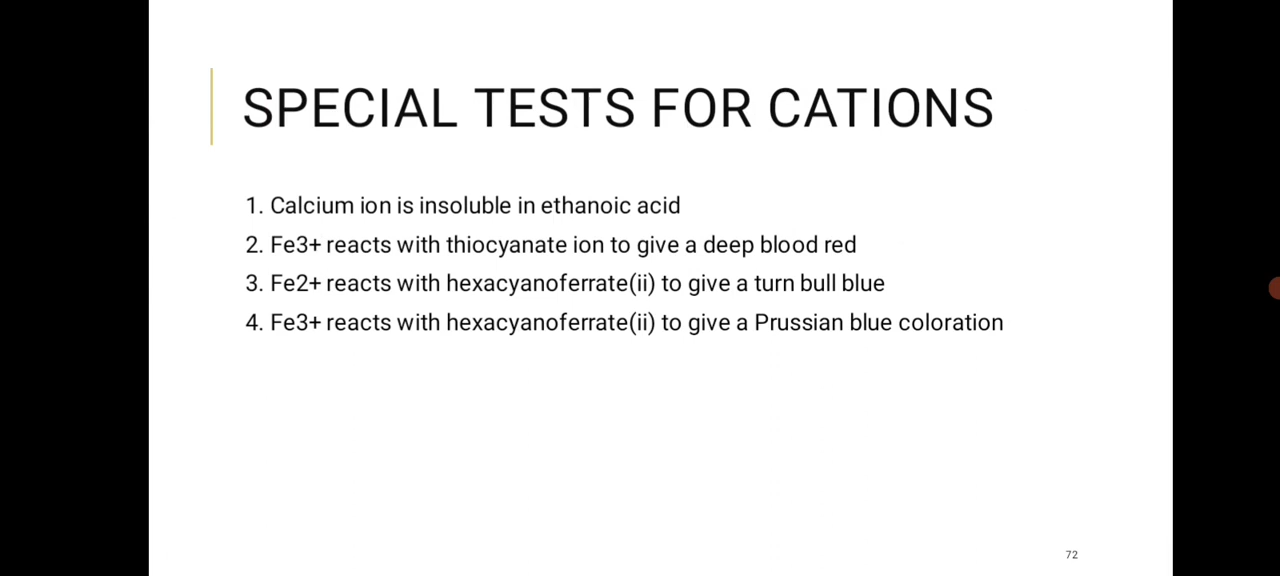 SPECIAL TESTS FOR CATIONS
1. Calcium ion is insoluble in ethanoic acid
2. Fe3+ reacts with thiocyanate ion to give a deep blood red
3. Fe2+ reacts with hexacyanoferrate(ii) to give a turn bull blue
4. Fe3+ reacts with hexacyanoferrate(ii) to give a Prussian blue coloration
72